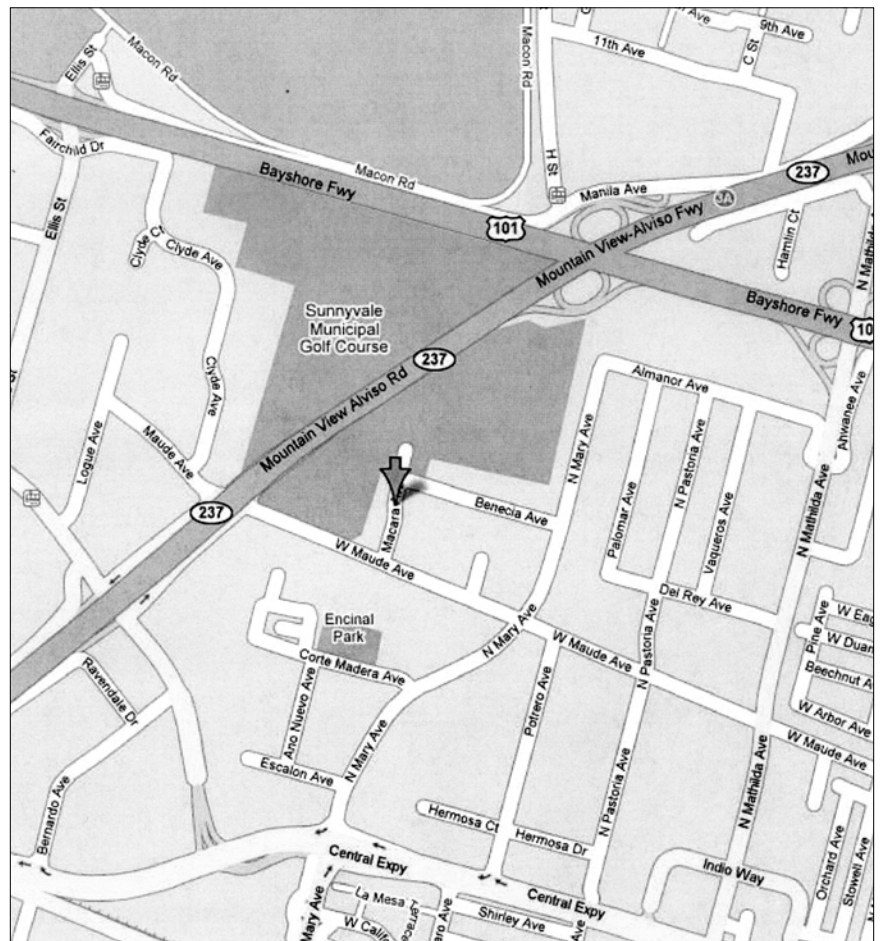 Ellis St
Macon Rd
Macon Rd
9th Ave
11th Ave
C St
H St
Fairchild Dr
Ellis St
Macon Rd
Bayshore Fwy
Manila Ave
237
3A
101
Mountain View-Alviso Fwy
Hamlin Ct
N Mathilda
Clyde Ct
Clyde Ave
Bayshore Fwy
Sunnyvale
Municipal
Golf Course
237
Mountain View Alviso Rd
Clyde Ave
Almanor Ave
Ahwanee Ave
Logue Ave
Maude Ave
N Mary Ave
Palomar Ave
N Pastoria Ave
Vaqueros Ave
N Mathilda Ave
237
Macara
Benecia Ave
W Maude Ave
Del Rey Ave
Pine Ave
W Eag
W Duan
Beechnut A
W Arbor Ave
Encinal
Park
Corte Madera Ave
N Mary Ave
W Maude Ave
N Pastoria Ave
W Maude Ave
Ravendale Dr
Ano Nuevo Ave
Potrero Ave
Escalon Ave
N Mary Ave
N Pastoria Ave
N Mathilda Ave
Bernardo Ave
Hermosa Ct
Hermosa Dr
Central Expy
Indio Way
Orchard Ave
Stowell Ave
La Mesa
Terrace
Central Expy
Mary Ave
W Calif
Shirley Ave